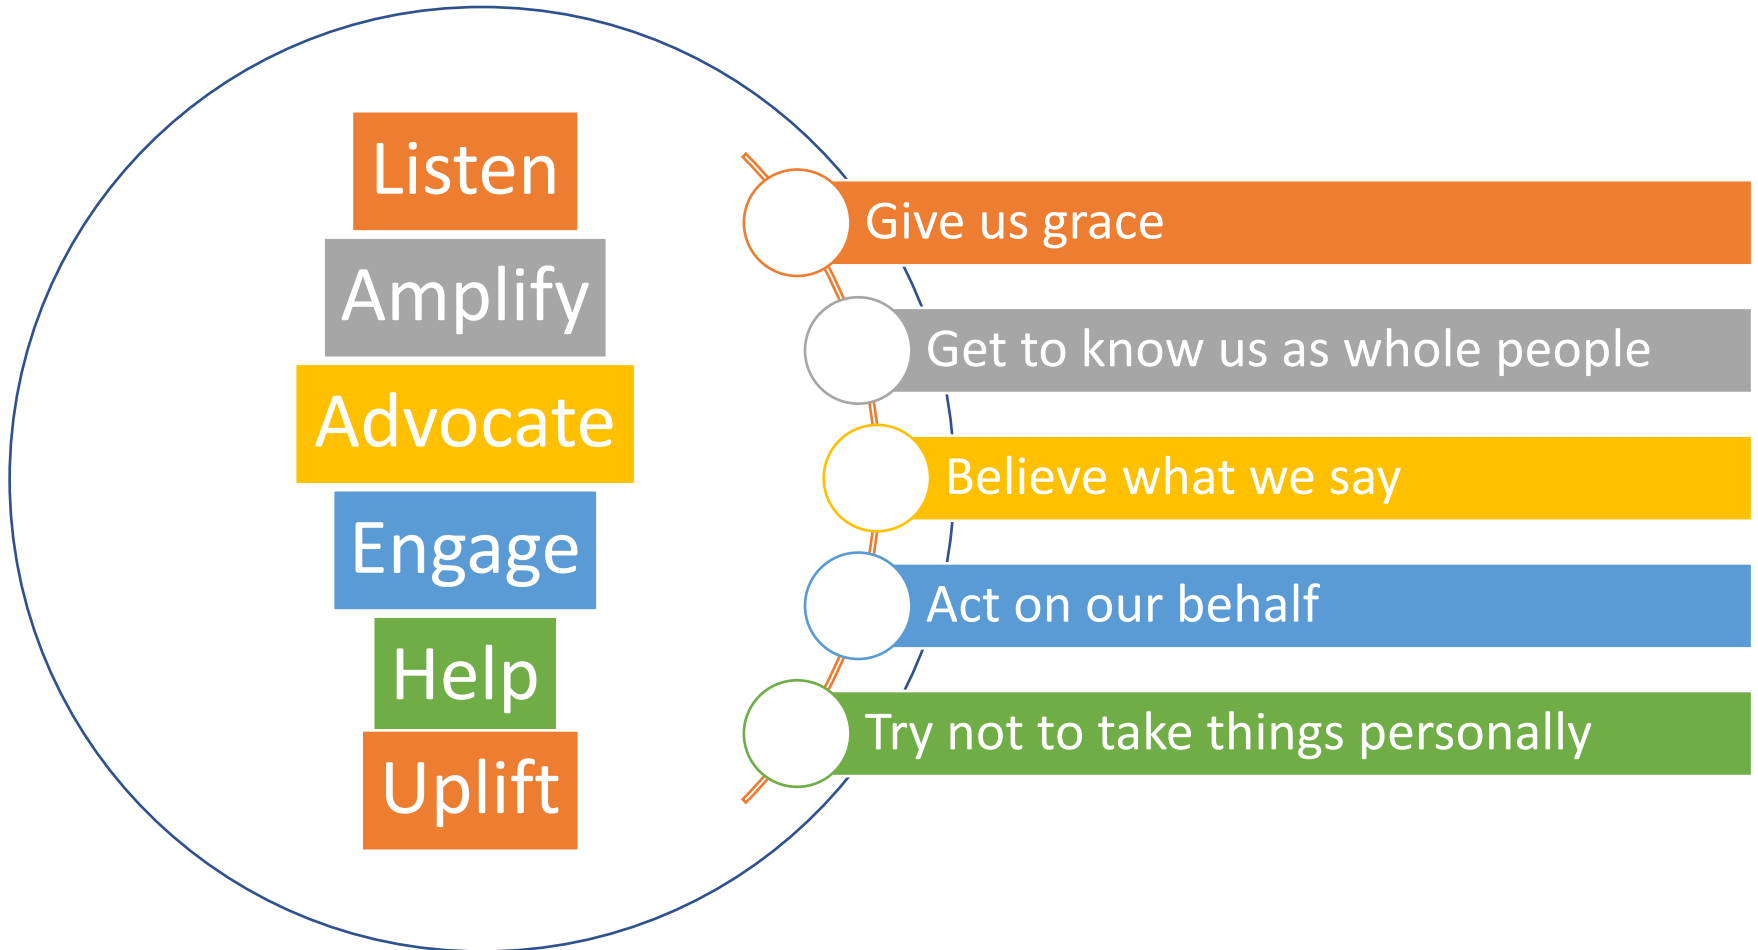 Listen
Amplify
Advocate
Engage
Help
Uplift
Give us grace
Get to know us as whole people
Believe what we say
Act on our behalf
Try not to take things personally